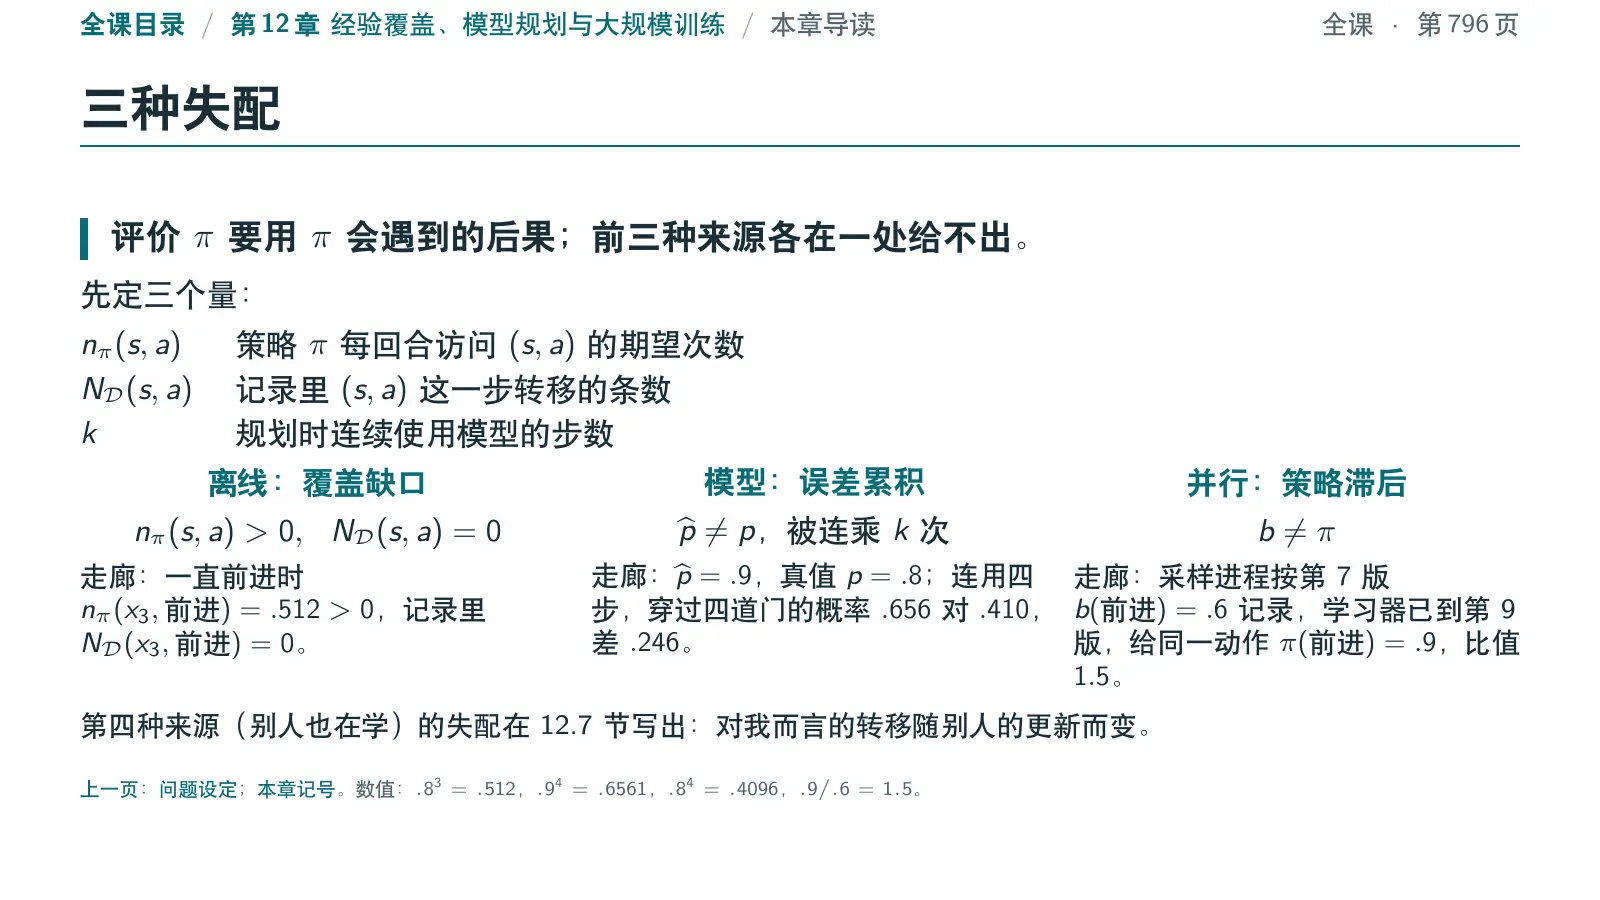 全课目录 / 第 12 章 经验覆盖、模型规划与大规模训练 / 本章导读 全课 · 第 796 页
三种失配
评价 π 要用 π 会遇到的后果；前三种来源各在一处给不出。
先定三个量：
n_π(s, a) 策略 π 每回合访问 (s, a) 的期望次数
N_𝒟(s, a) 记录里 (s, a) 这一步转移的条数
k 规划时连续使用模型的步数
离线：覆盖缺口
n_π(s, a) > 0, N_𝒟(s, a) = 0
走廊：一直前进时
n_π(x₃, 前进) = .512 > 0，记录里
N_𝒟(x₃, 前进) = 0。
模型：误差累积
p̂ ≠ p，被连乘 k 次
走廊：p̂ = .9，真值 p = .8；连用四
步，穿过四道门的概率 .656 对 .410，
差 .246。
并行：策略滞后
b ≠ π
走廊：采样进程按第 7 版
b(前进) = .6 记录，学习器已到第 9
版，给同一动作 π(前进) = .9，比值
1.5。
第四种来源（别人也在学）的失配在 12.7 节写出：对我而言的转移随别人的更新而变。
上一页：问题设定；本章记号。数值：.8³ = .512，.9⁴ = .6561，.8⁴ = .4096，.9/.6 = 1.5。